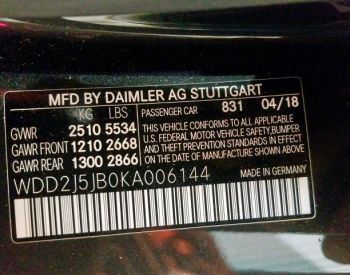 MFD BY DAIMLER AG STUTTGART
KG LBS PASSENGER CAR 831 04/18
GVWR 2510 5534
GAWR FRONT 1210 2668
GAWR REAR 1300 2866
THIS VEHICLE CONFORMS TO ALL APPLICABLE
U.S. FEDERAL MOTOR VEHICLE SAFETY, BUMPER
AND THEFT PREVENTION STANDARDS IN EFFECT
ON THE DATE OF MANUFACTURE SHOWN ABOVE.
WDD2J5JB0KA006144
MADE IN GERMANY